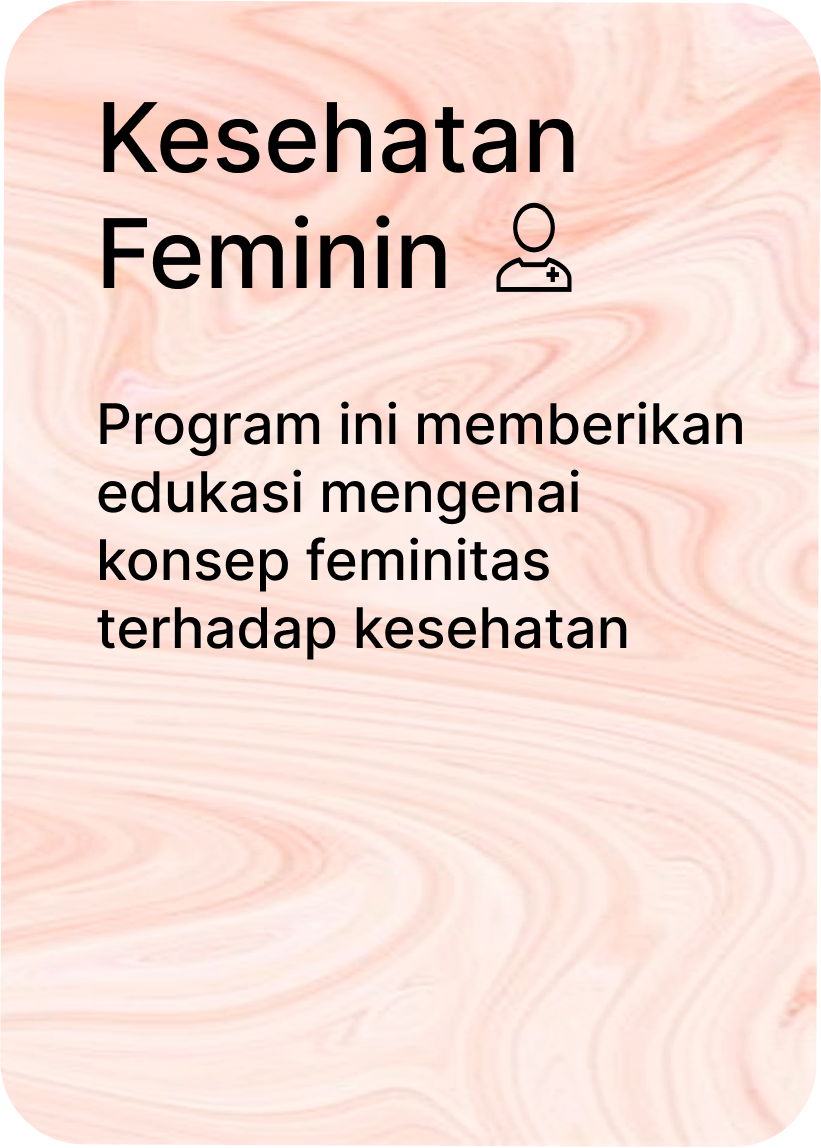 Kesehatan
Feminin
Program ini memberikan
edukasi mengenai
konsep feminitas
terhadap kesehatan